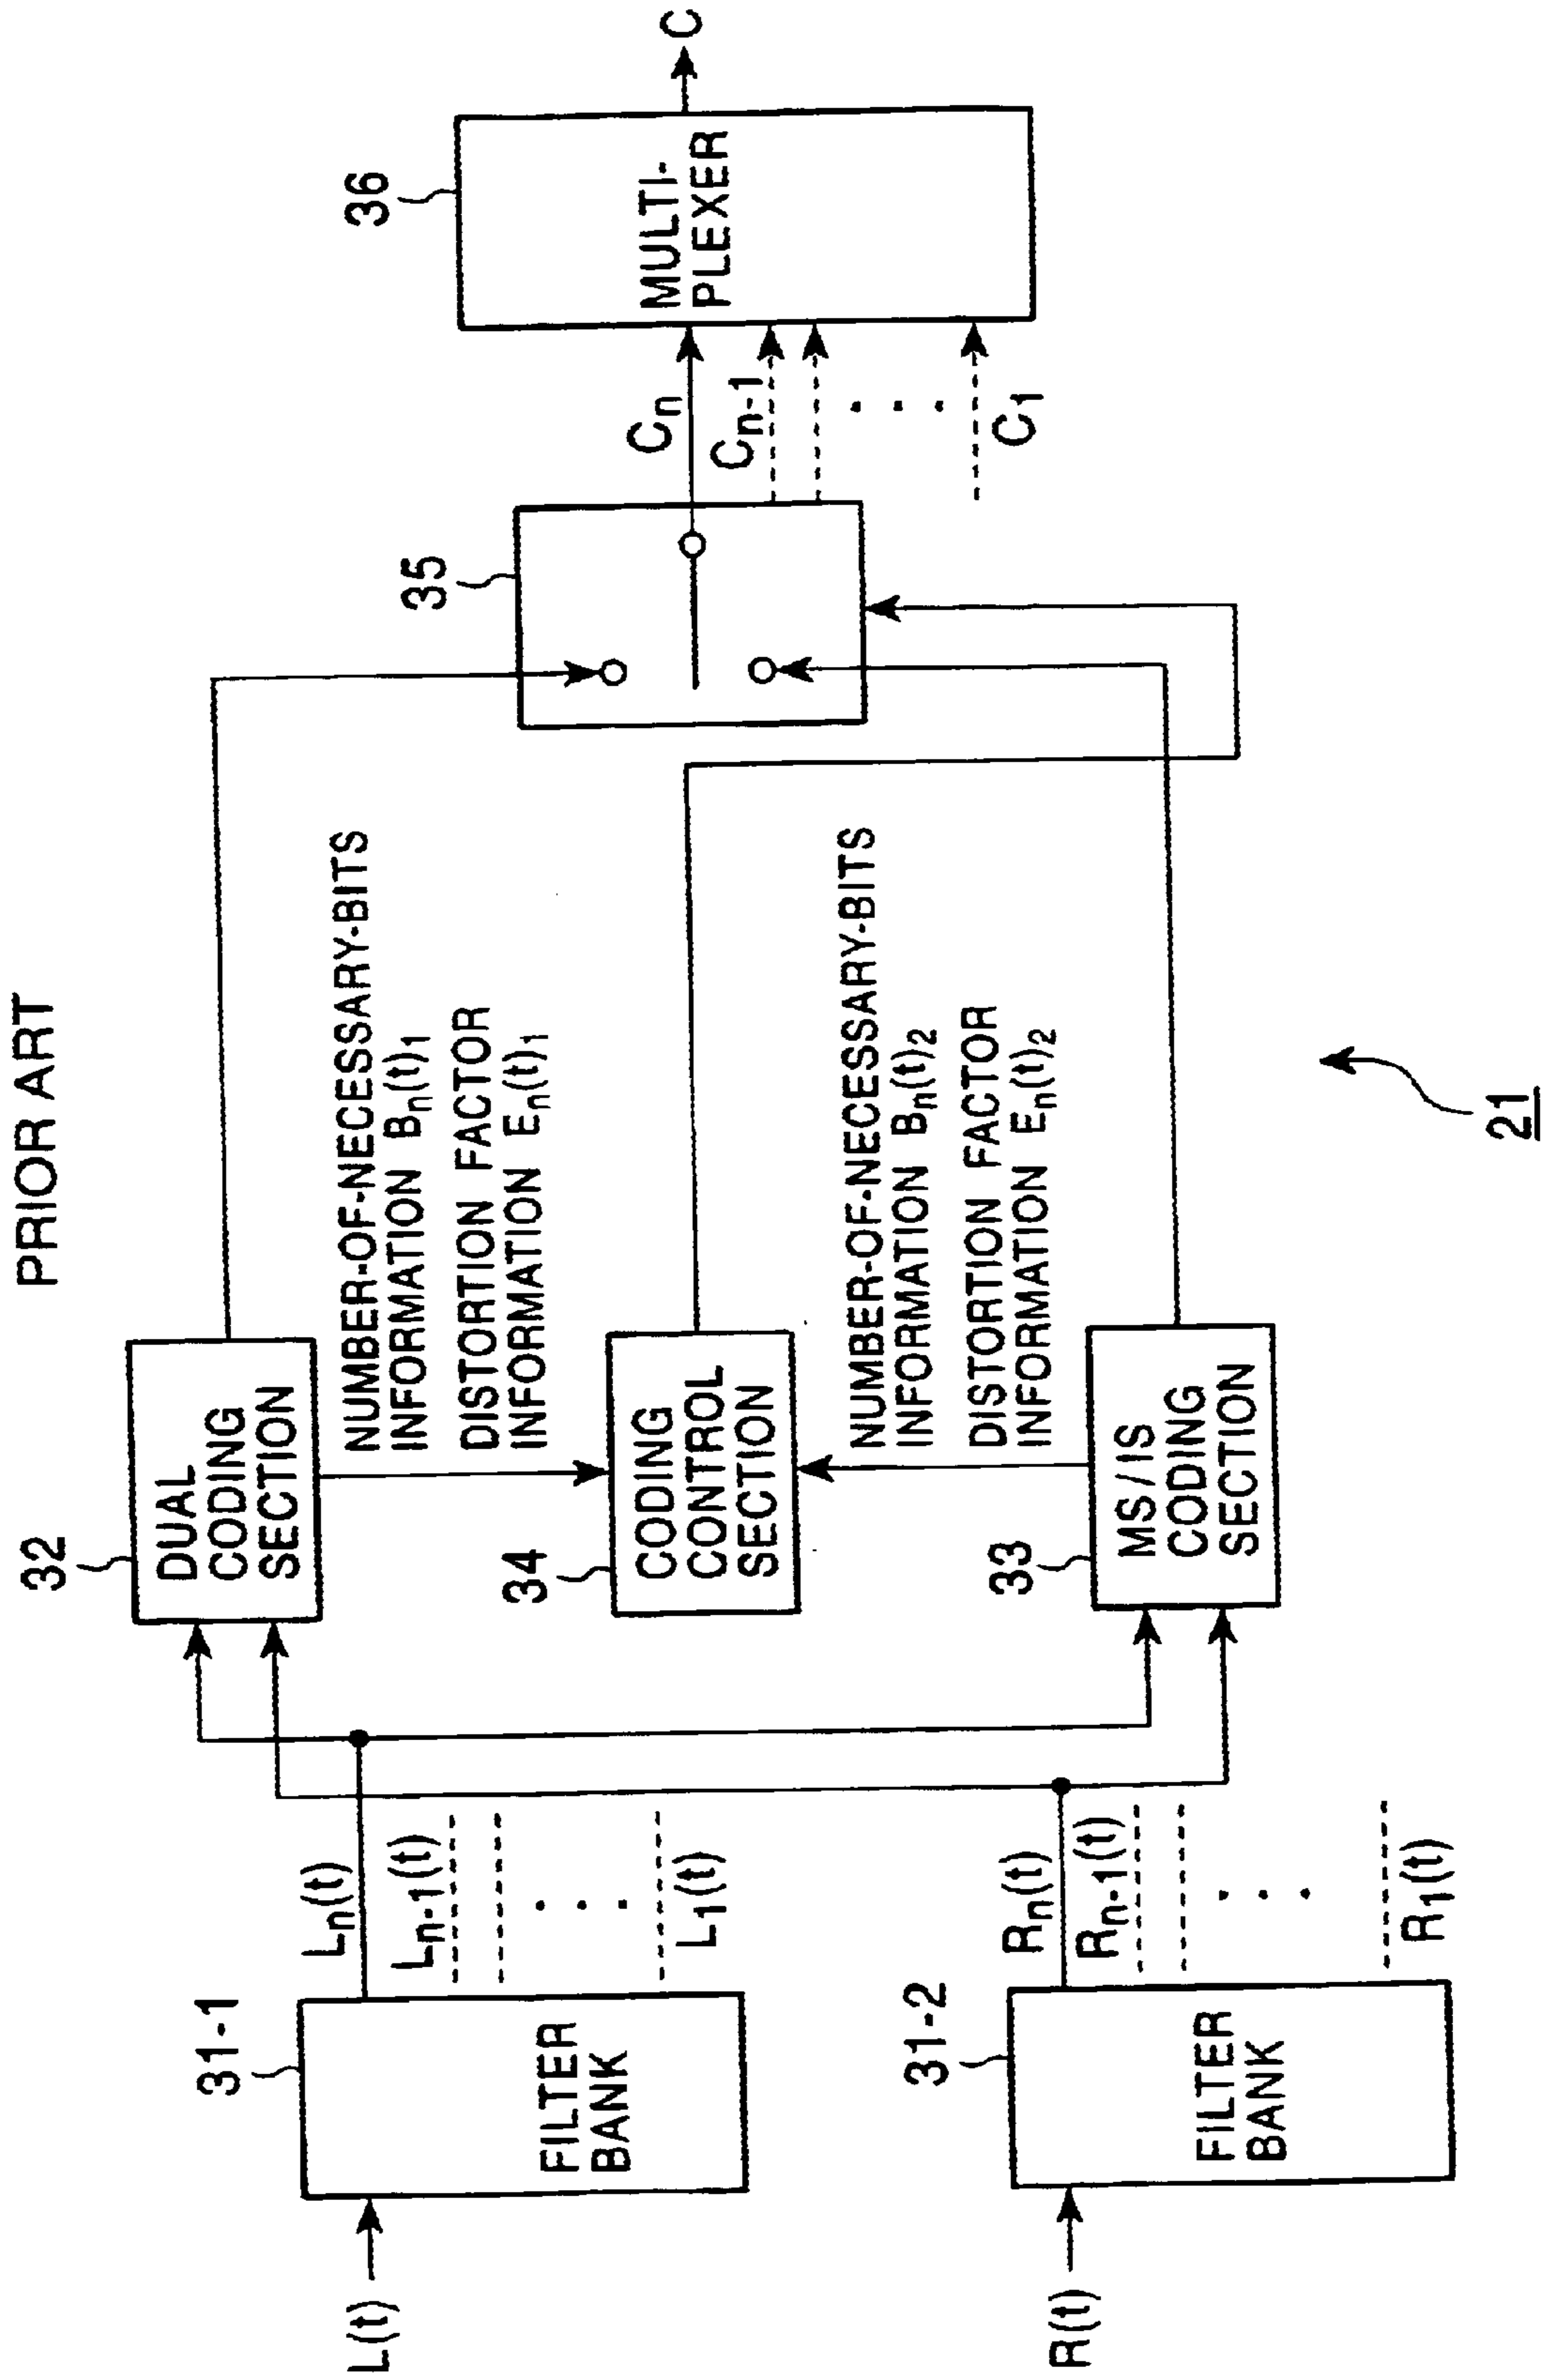 PRIOR ART
L(t)
31-1
FILTER
BANK
Ln(t)
Ln-1(t)
. . .
L1(t)
R(t)
31-2
FILTER
BANK
Rn(t)
Rn-1(t)
. . .
R1(t)
32
DUAL
CODING
SECTION
NUMBER-OF-NECESSARY-BITS
INFORMATION Bn(t)1
DISTORTION FACTOR
INFORMATION En(t)1
34
CODING
CONTROL
SECTION
NUMBER-OF-NECESSARY-BITS
INFORMATION Bn(t)2
DISTORTION FACTOR
INFORMATION En(t)2
33
MS/IS
CODING
SECTION
35
Cn
Cn-1
. . .
C1
36
MULTI-
PLEXER
C
21